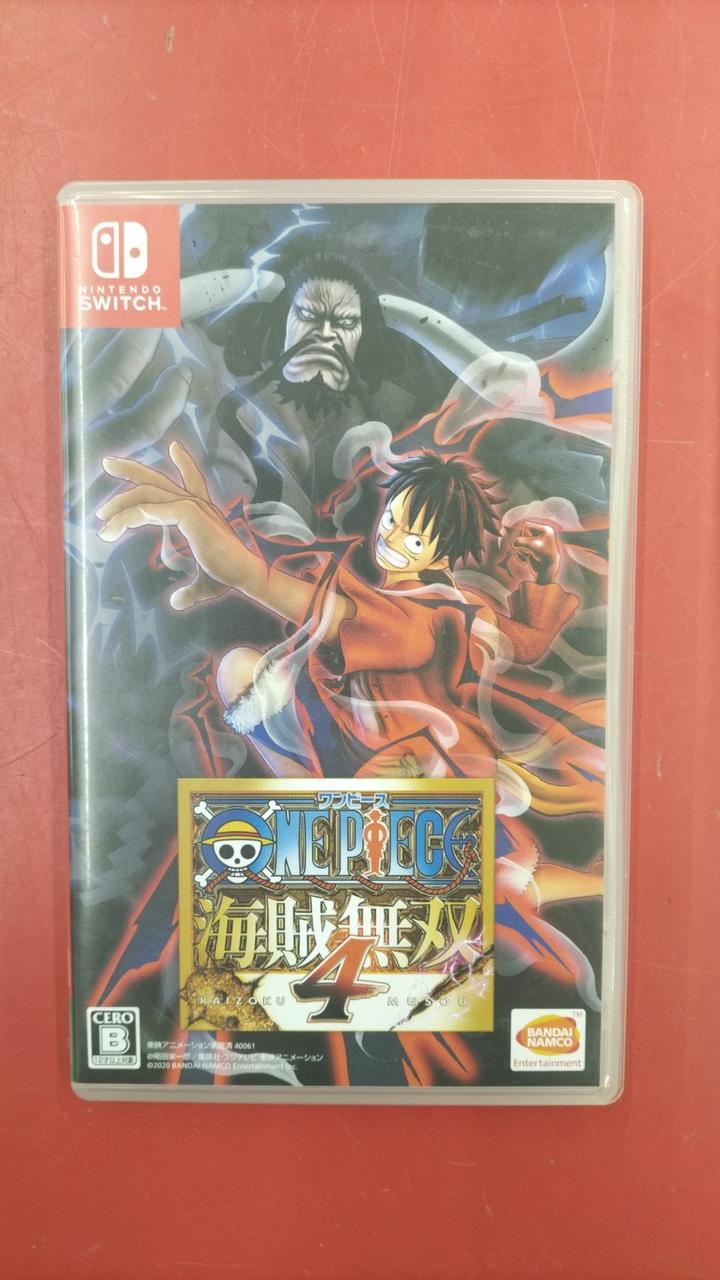 NINTENDO
SWITCH™
ワンピース
ONE PIECE
海賊無双
4
KAIZOKU MUSOU
CERO
B
12才以上対象
東映アニメーション承認済 40061
©尾田栄一郎／集英社・フジテレビ・東映アニメーション
©2020 BANDAI NAMCO Entertainment Inc.
TM
BANDAI
NAMCO
Entertainment